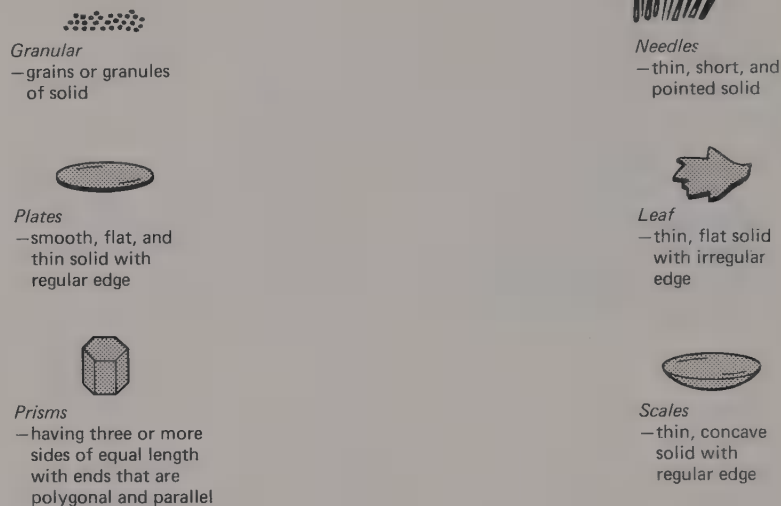 Granular
—grains or granules
of solid
Needles
—thin, short, and
pointed solid
Plates
—smooth, flat, and
thin solid with
regular edge
Leaf
—thin, flat solid
with irregular
edge
Prisms
—having three or more
sides of equal length
with ends that are
polygonal and parallel
Scales
—thin, concave
solid with
regular edge